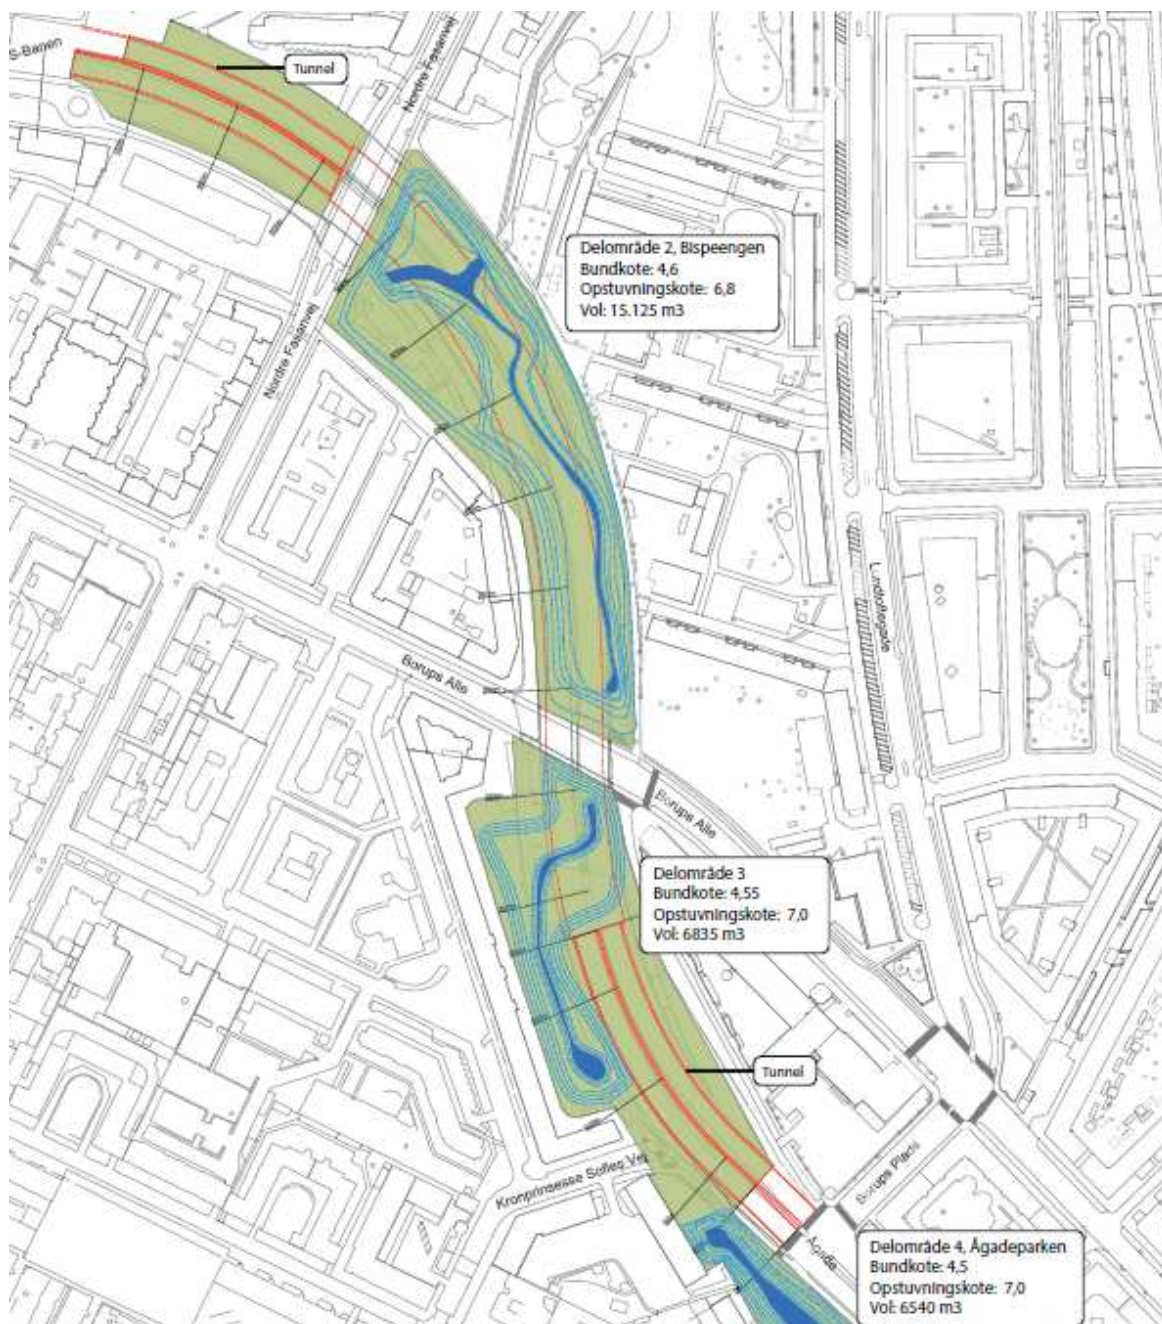 S-Banen
Tunnel
Nordre Fasanvej
Delområde 2, Bispeengen
Bundkote: 4,6
Opstuvningskote: 6,8
Vol: 15.125 m3
Nordre Fasanvej
Lundtoftegade
Borups Alle
Borups Alle
Delområde 3
Bundkote: 4,55
Opstuvningskote: 7,0
Vol: 6835 m3
Tunnel
Kronprinsesse Sofies Vej
Borups Plads
Ågade
Delområde 4, Ågadeparken
Bundkote: 4,5
Opstuvningskote: 7,0
Vol: 6540 m3